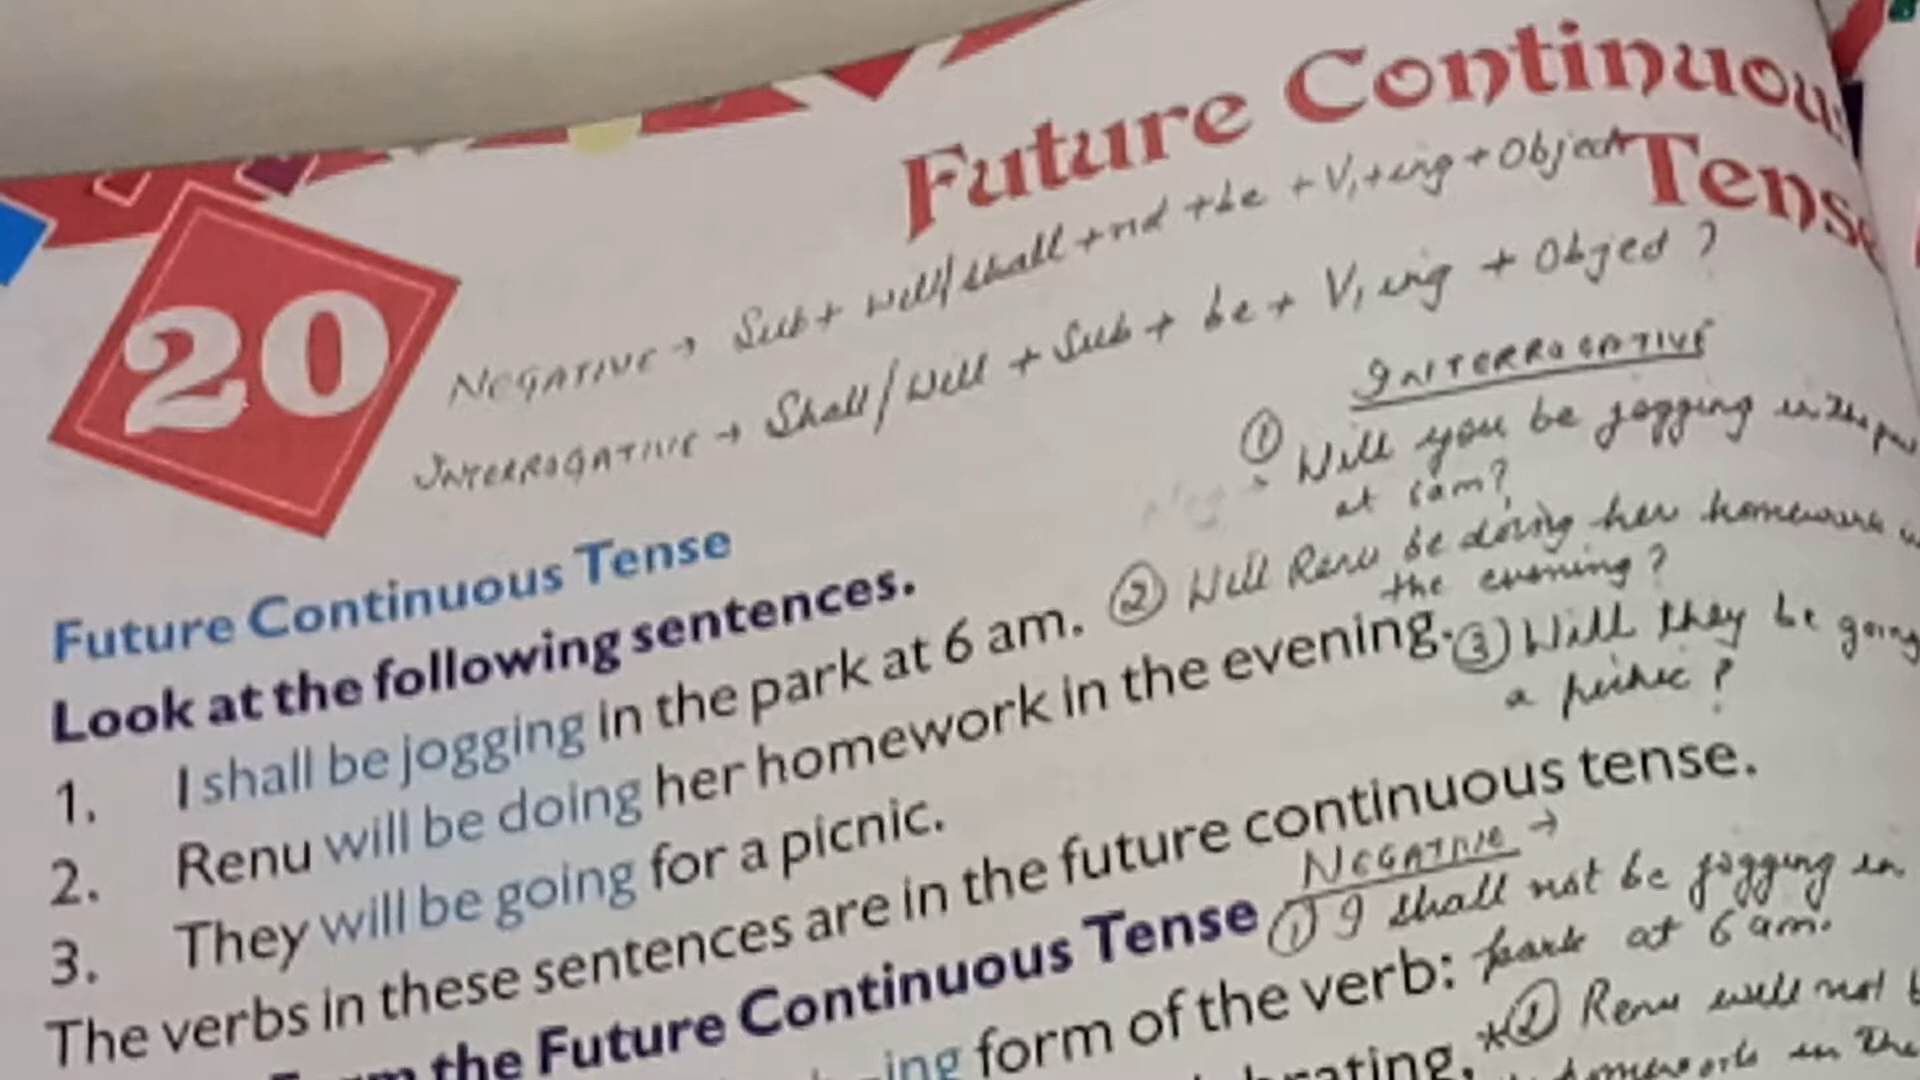 Future Continuou
Tense
20
NEGATIVE → Sub + will/shall + not + be + V1+ing + Object
INTERROGATIVE → Shall/Will + Sub + be + V1 ing + Object ?
INTERROGATIVE
① Will you be jogging in the
at 6am?
② Will Renu be doing her homework
the evening?
③ Will they be going
a picnic?
Future Continuous Tense
Look at the following sentences.
1. I shall be jogging in the park at 6 am.
2. Renu will be doing her homework in the evening.
3. They will be going for a picnic.
The verbs in these sentences are in the future continuous tense.
NEGATIVE →
① I shall not be jogging in
park at 6 am.
the Future Continuous Tense
ing form of the verb:
*② Renu will not
homework in the